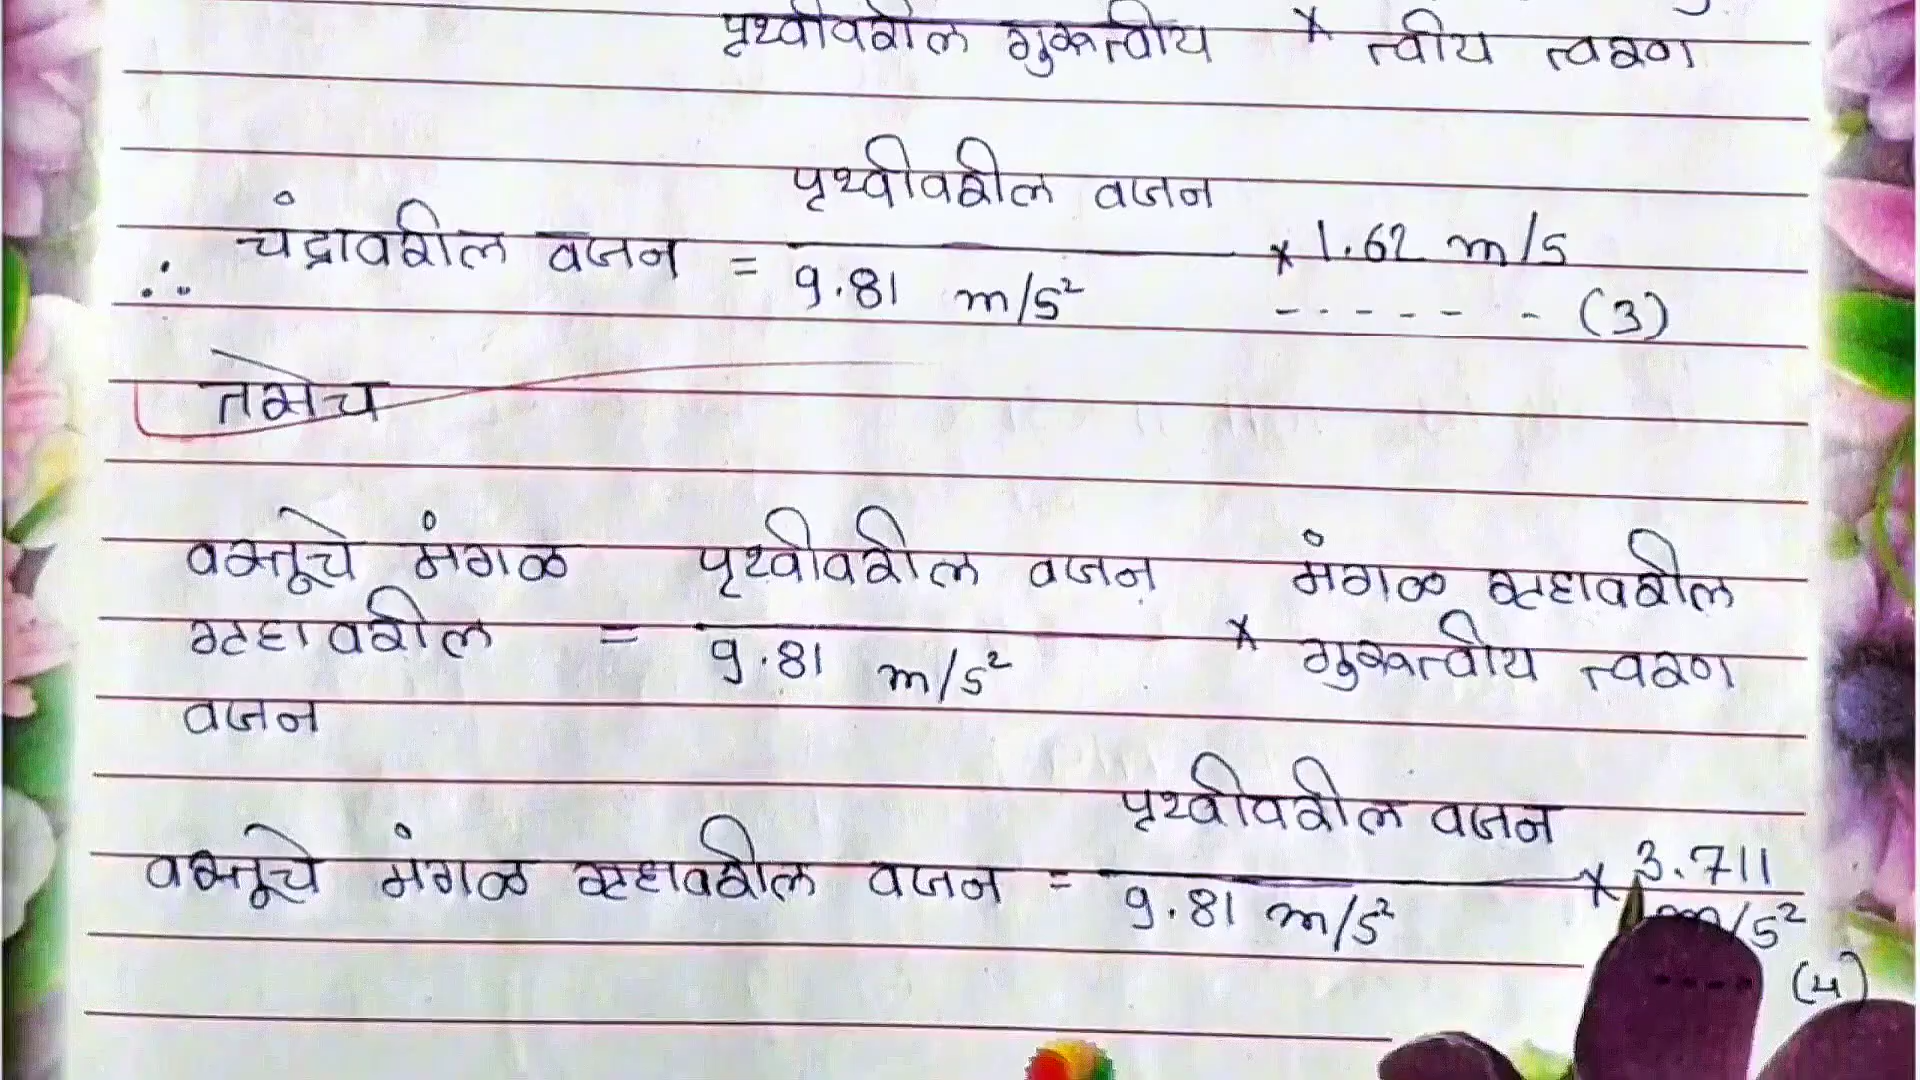 पृथ्वीवरील गुरुत्वीय * त्वीय त्वरण
पृथ्वीवरील वजन
∴ चंद्रावरील वजन = ――― * 1.62 m/s
9.81 m/s²
- - - - - - (3)
तसेच
वस्तूचे मंगळ पृथ्वीवरील वजन मंगळ ग्रहावरील
ग्रहावरील = ――― * गुरुत्वीय त्वरण
9.81 m/s²
वजन
पृथ्वीवरील वजन
वस्तूचे मंगळ ग्रहावरील वजन = ――― * 3.711
9.81 m/s² m/s²
- - - - (4)